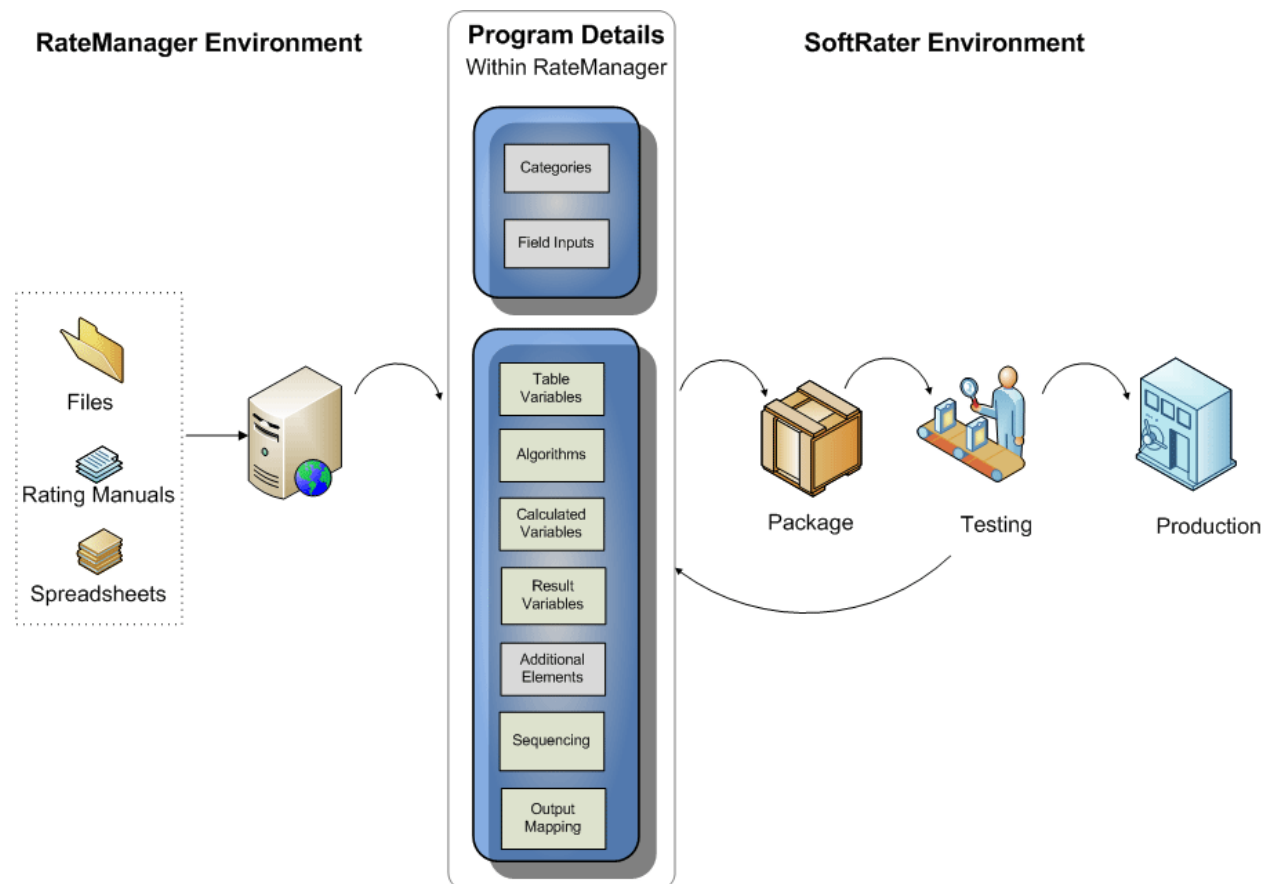 RateManager Environment
Program Details
Within RateManager
SoftRater Environment
Categories
Field Inputs
Files
Rating Manuals
Spreadsheets
Table
Variables
Algorithms
Calculated
Variables
Result
Variables
Additional
Elements
Sequencing
Output
Mapping
Package
Testing
Production